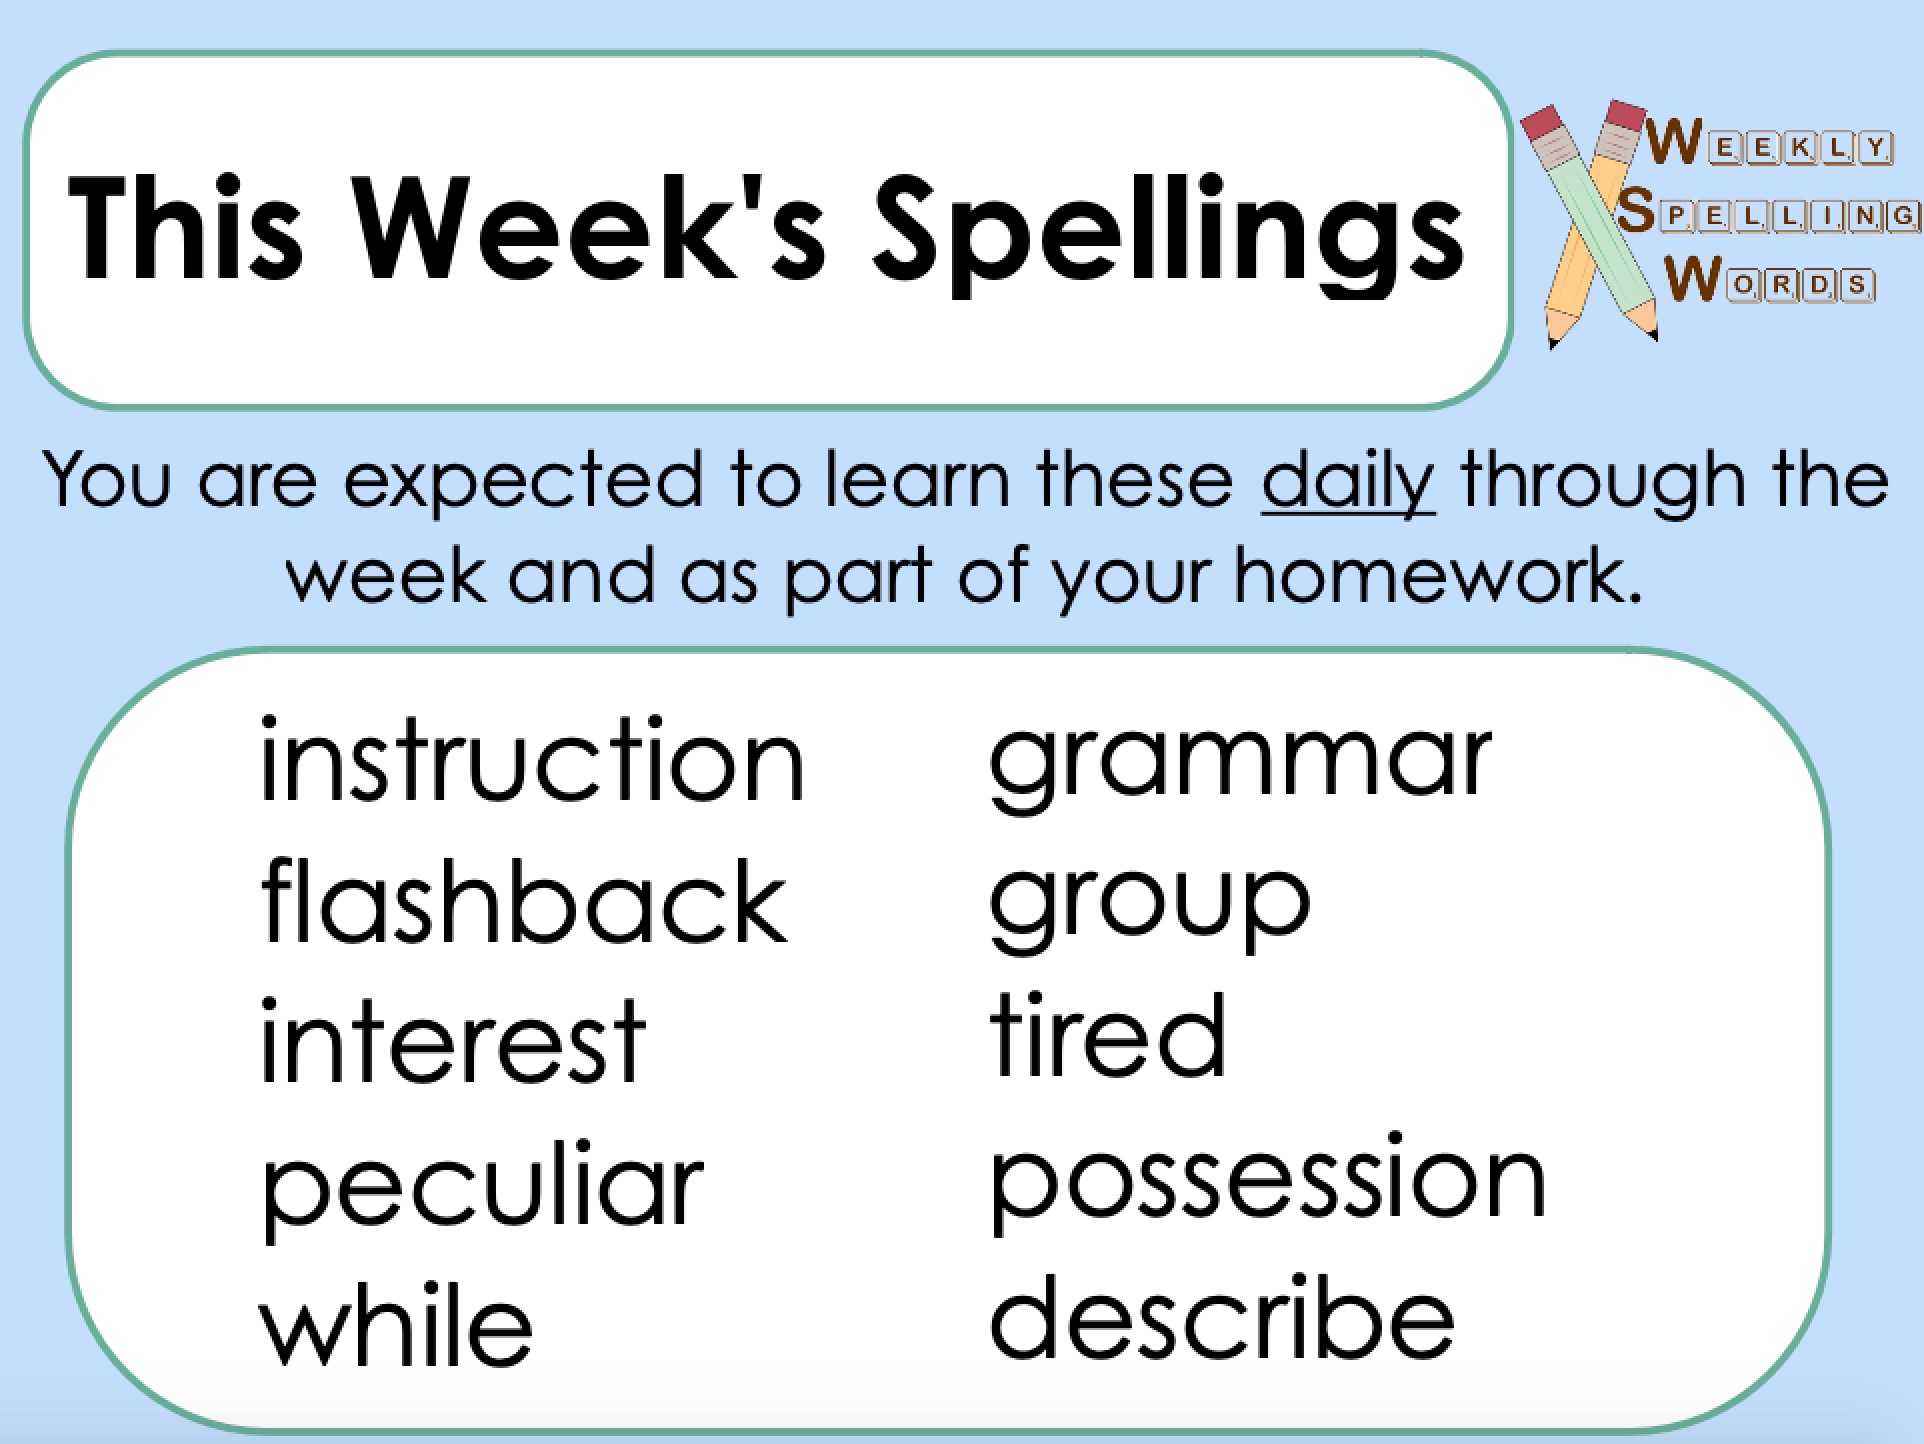 This Week's Spellings
WEEKLY
SPELLING
WORDS
You are expected to learn these daily through the
week and as part of your homework.
instruction
flashback
interest
peculiar
while
grammar
group
tired
possession
describe